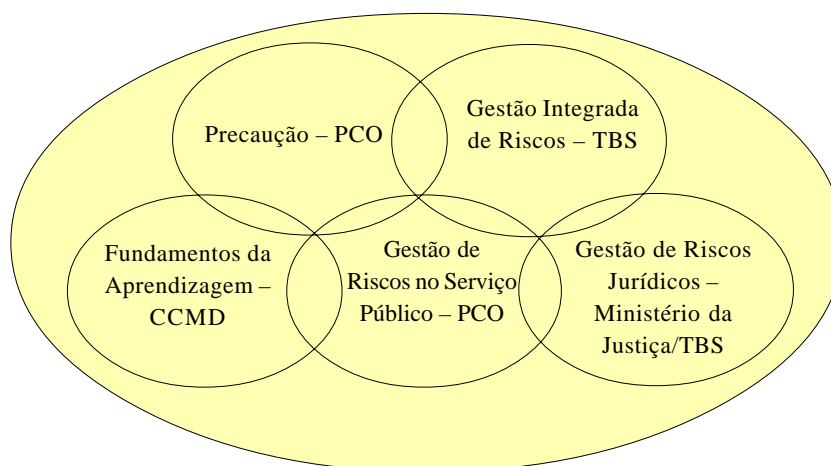 Precaução – PCO
Gestão Integrada
de Riscos – TBS
Fundamentos da
Aprendizagem –
CCMD
Gestão de
Riscos no Serviço
Público – PCO
Gestão de Riscos
Jurídicos –
Ministério da
Justiça/TBS